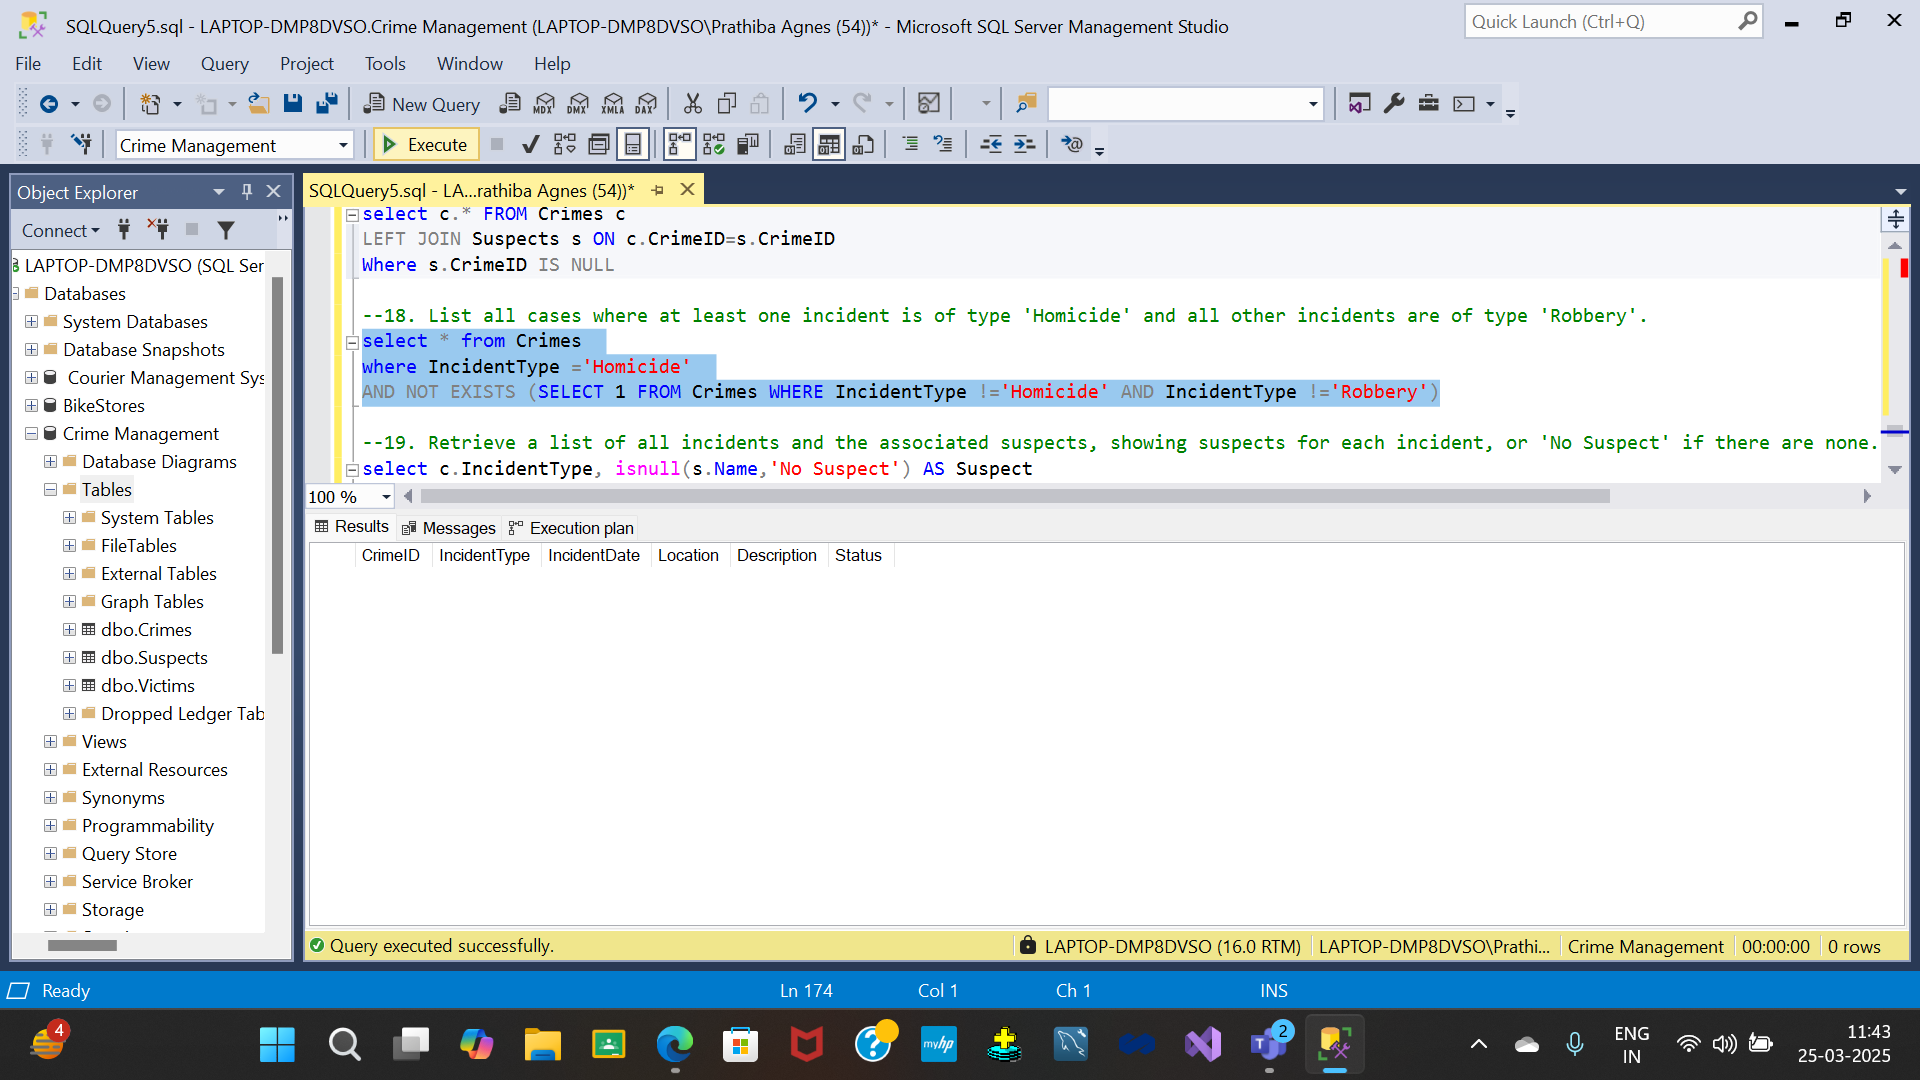 SQLQuery5.sql - LAPTOP-DMP8DVSO.Crime Management (LAPTOP-DMP8DVSO\Prathiba Agnes (54))* - Microsoft SQL Server Management Studio
Quick Launch (Ctrl+Q)
File Edit View Query Project Tools Window Help
New Query MDX DMX XMLA DAX
Crime Management Execute
Object Explorer
Connect
LAPTOP-DMP8DVSO (SQL Ser
Databases
System Databases
Database Snapshots
Courier Management Sys
BikeStores
Crime Management
Database Diagrams
Tables
System Tables
FileTables
External Tables
Graph Tables
dbo.Crimes
dbo.Suspects
dbo.Victims
Dropped Ledger Tab
Views
External Resources
Synonyms
Programmability
Query Store
Service Broker
Storage
SQLQuery5.sql - LA...rathiba Agnes (54))*
select c.* FROM Crimes c
LEFT JOIN Suspects s ON c.CrimeID=s.CrimeID
Where s.CrimeID IS NULL
--18. List all cases where at least one incident is of type 'Homicide' and all other incidents are of type 'Robbery'.
select * from Crimes
where IncidentType ='Homicide'
AND NOT EXISTS (SELECT 1 FROM Crimes WHERE IncidentType !='Homicide' AND IncidentType !='Robbery')
--19. Retrieve a list of all incidents and the associated suspects, showing suspects for each incident, or 'No Suspect' if there are none.
select c.IncidentType, isnull(s.Name,'No Suspect') AS Suspect
100 %
Results Messages Execution plan
CrimeID IncidentType IncidentDate Location Description Status
Query executed successfully. LAPTOP-DMP8DVSO (16.0 RTM) LAPTOP-DMP8DVSO\Prathi... Crime Management 00:00:00 0 rows
Ready Ln 174 Col 1 Ch 1 INS
4
myhp
2
ENG
IN
11:43
25-03-2025